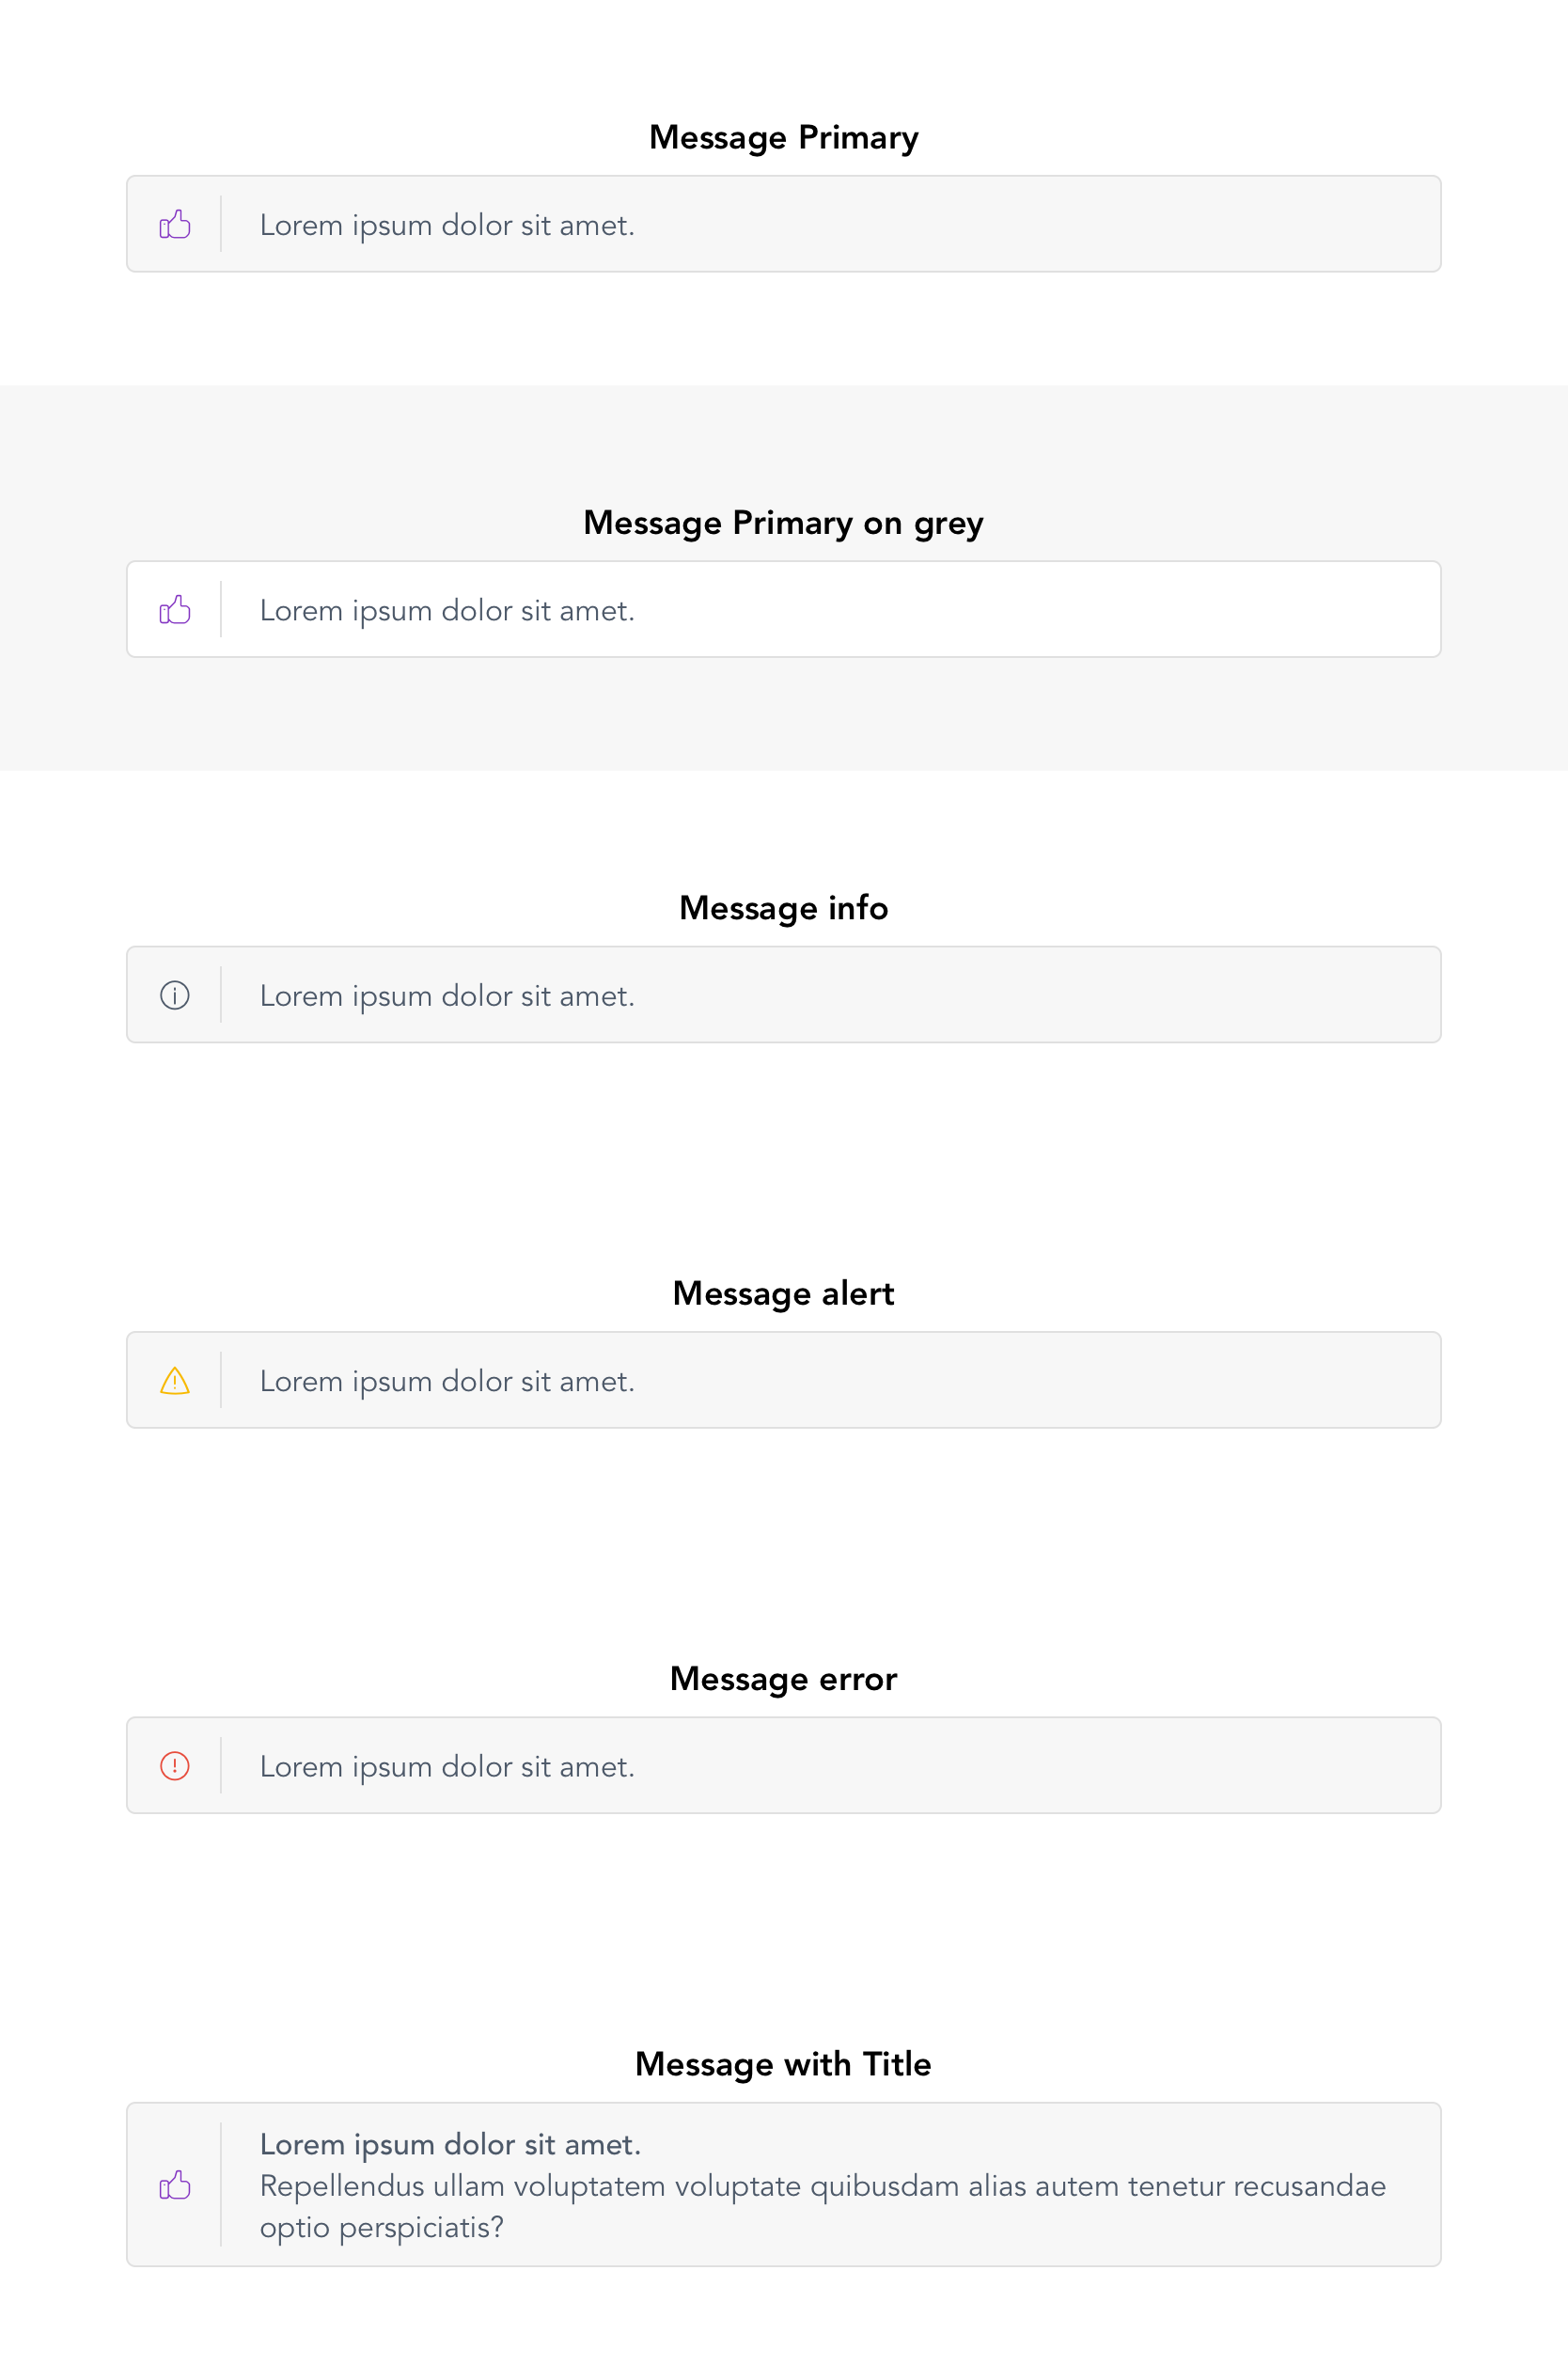 Message Primary
Lorem ipsum dolor sit amet.
Message Primary on grey
Lorem ipsum dolor sit amet.
Message info
Lorem ipsum dolor sit amet.
Message alert
Lorem ipsum dolor sit amet.
Message error
Lorem ipsum dolor sit amet.
Message with Title
Lorem ipsum dolor sit amet.
Repellendus ullam voluptatem voluptate quibusdam alias autem tenetur recusandae
optio perspiciatis?